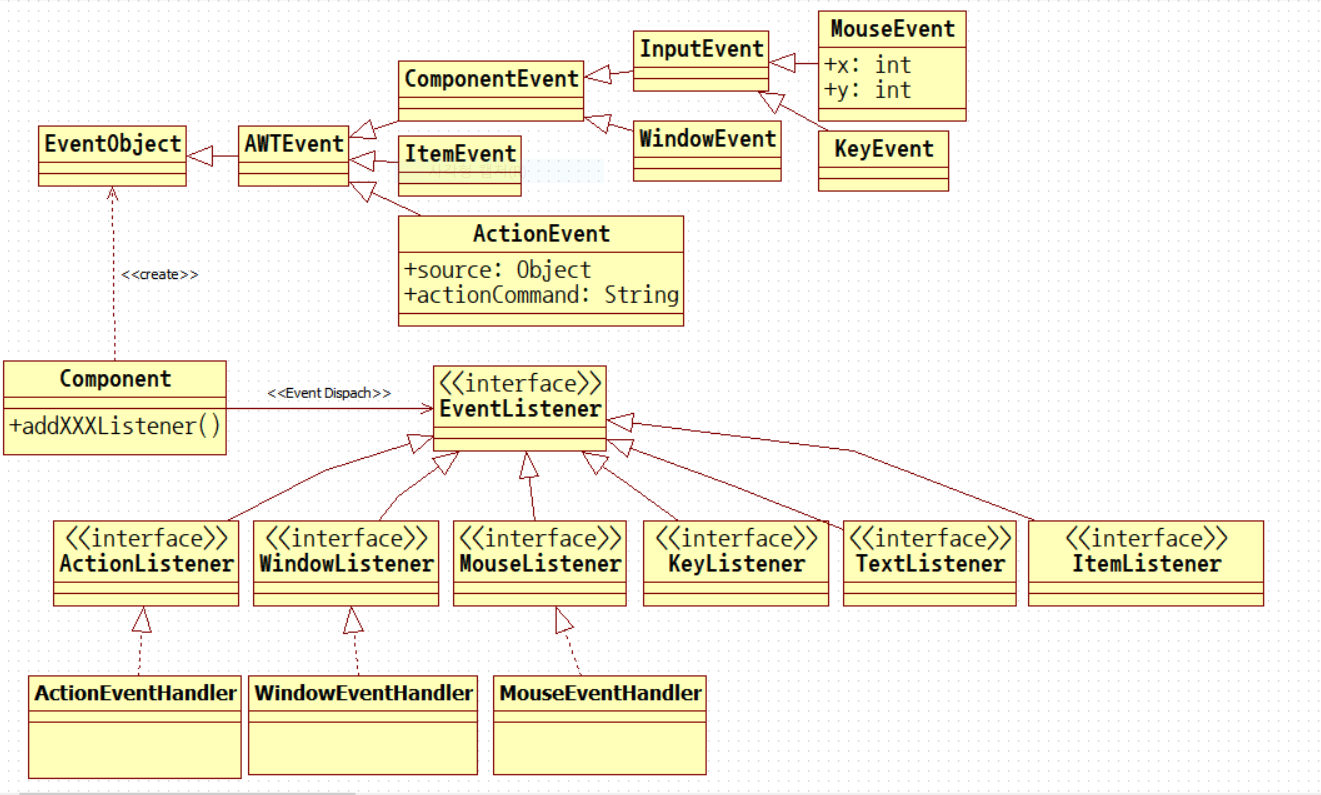 MouseEvent
+x: int
+y: int
InputEvent
ComponentEvent
WindowEvent
KeyEvent
EventObject
AWTEvent
ItemEvent
ActionEvent
+source: Object
+actionCommand: String
<<create>>
Component
+addXXXListener()
<<Event Dispach>>
<<interface>>
EventListener
<<interface>>
ActionListener
<<interface>>
WindowListener
<<interface>>
MouseListener
<<interface>>
KeyListener
<<interface>>
TextListener
<<interface>>
ItemListener
ActionEventHandler
WindowEventHandler
MouseEventHandler